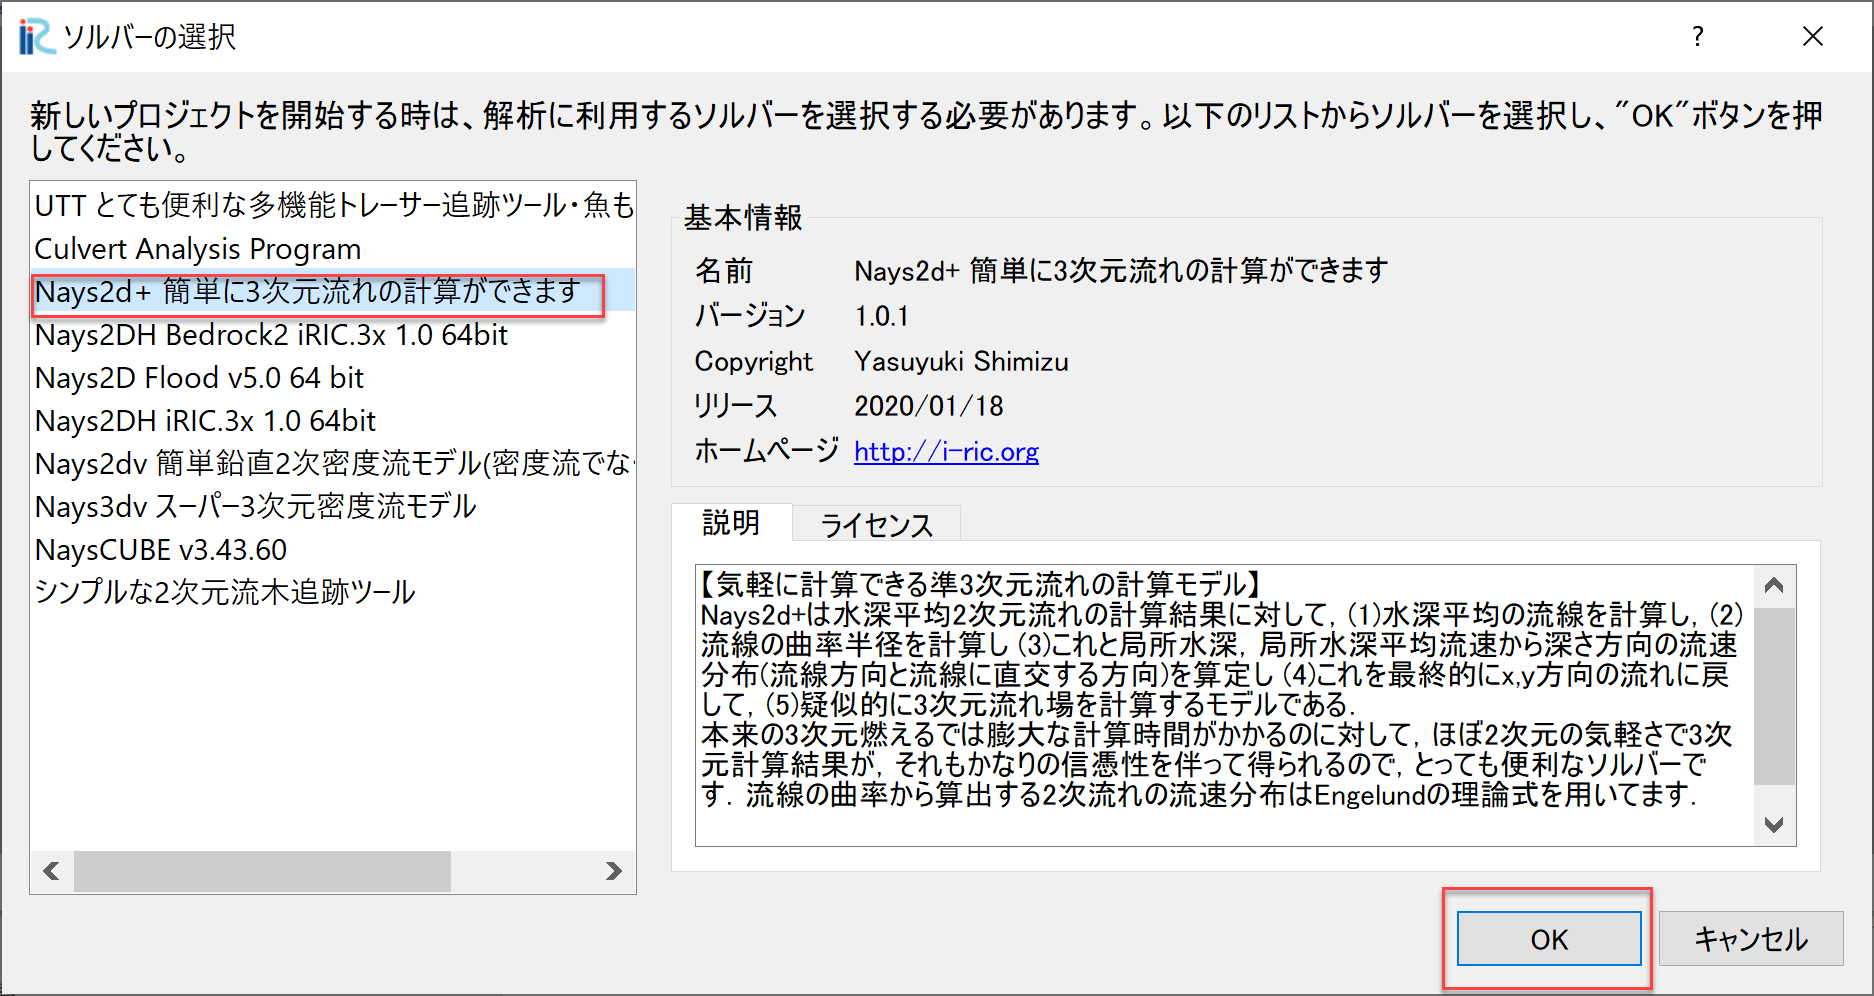 iRC ソルバーの選択
?
新しいプロジェクトを開始する時は、解析に利用するソルバーを選択する必要があります。以下のリストからソルバーを選択し、"OK"ボタンを押
してください。
UTT とても便利な多機能トレーサー追跡ツール・魚も
Culvert Analysis Program
Nays2d+ 簡単に3次元流れの計算ができます
Nays2DH Bedrock2 iRIC.3x 1.0 64bit
Nays2D Flood v5.0 64 bit
Nays2DH iRIC.3x 1.0 64bit
Nays2dv 簡単鉛直2次密度流モデル(密度流でな
Nays3dv スーパー3次元密度流モデル
NaysCUBE v3.43.60
シンプルな2次元流木追跡ツール
基本情報
名前 Nays2d+ 簡単に3次元流れの計算ができます
バージョン 1.0.1
Copyright Yasuyuki Shimizu
リリース 2020/01/18
ホームページ http://i-ric.org
説明 ライセンス
【気軽に計算できる準3次元流れの計算モデル】
Nays2d+は水深平均2次元流れの計算結果に対して, (1)水深平均の流線を計算し, (2)
流線の曲率半径を計算し (3)これと局所水深, 局所水深平均流速から深さ方向の流速
分布(流線方向と流線に直交する方向)を算定し (4)これを最終的にx,y方向の流れに戻
して, (5)疑似的に3次元流れ場を計算するモデルである.
本来の3次元燃えるでは膨大な計算時間がかかるのに対して, ほぼ2次元の気軽さで3次
元計算結果が, それもかなりの信憑性を伴って得られるので, とっても便利なソルバーで
す. 流線の曲率から算出する2次流れの流速分布はEngelundの理論式を用いてます.
OK キャンセル